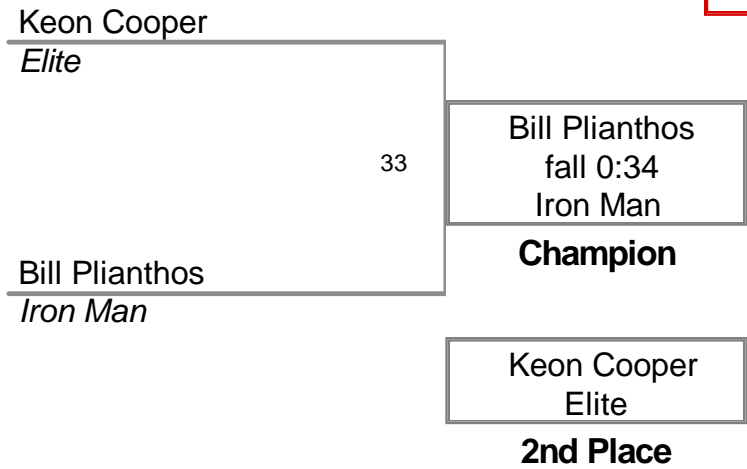 Keon Cooper
Elite
33
Bill Plianthos
fall 0:34
Iron Man
Champion
Bill Plianthos
Iron Man
Keon Cooper
Elite
2nd Place